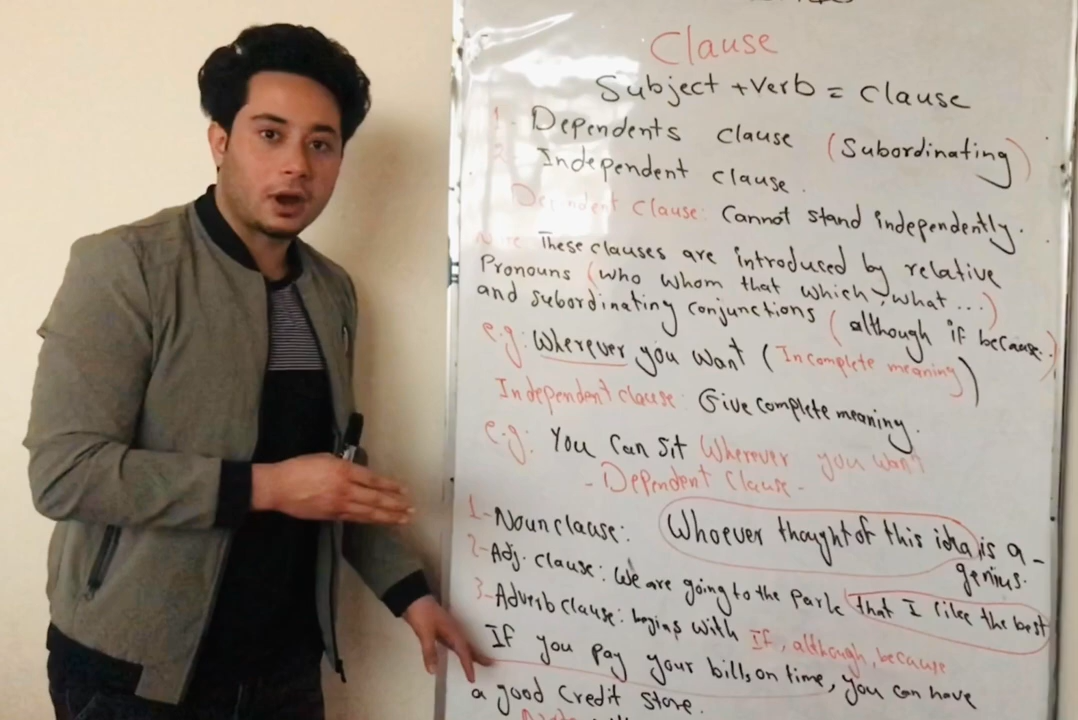 Clause
Subject + Verb = Clause
1- Dependents clause (Subordinating)
2- Independent clause.
Dependent Clause: Cannot stand independently.
Note These clauses are introduced by relative
Pronouns (who whom that which, what...)
and subordinating conjunctions (although if because..)
e.g: Wherever you want (Incomplete meaning)
Independent clause: Give complete meaning.
e.g: You Can Sit Wherever you want
- Dependent Clause -
1- Noun clause: Whoever thought of this idea is a -
genius.
2- Adj. clause: We are going to the Park that I like the best
3- Adverb clause: begins with If, although, because
If you pay your bills on time, you can have
a good Credit store.